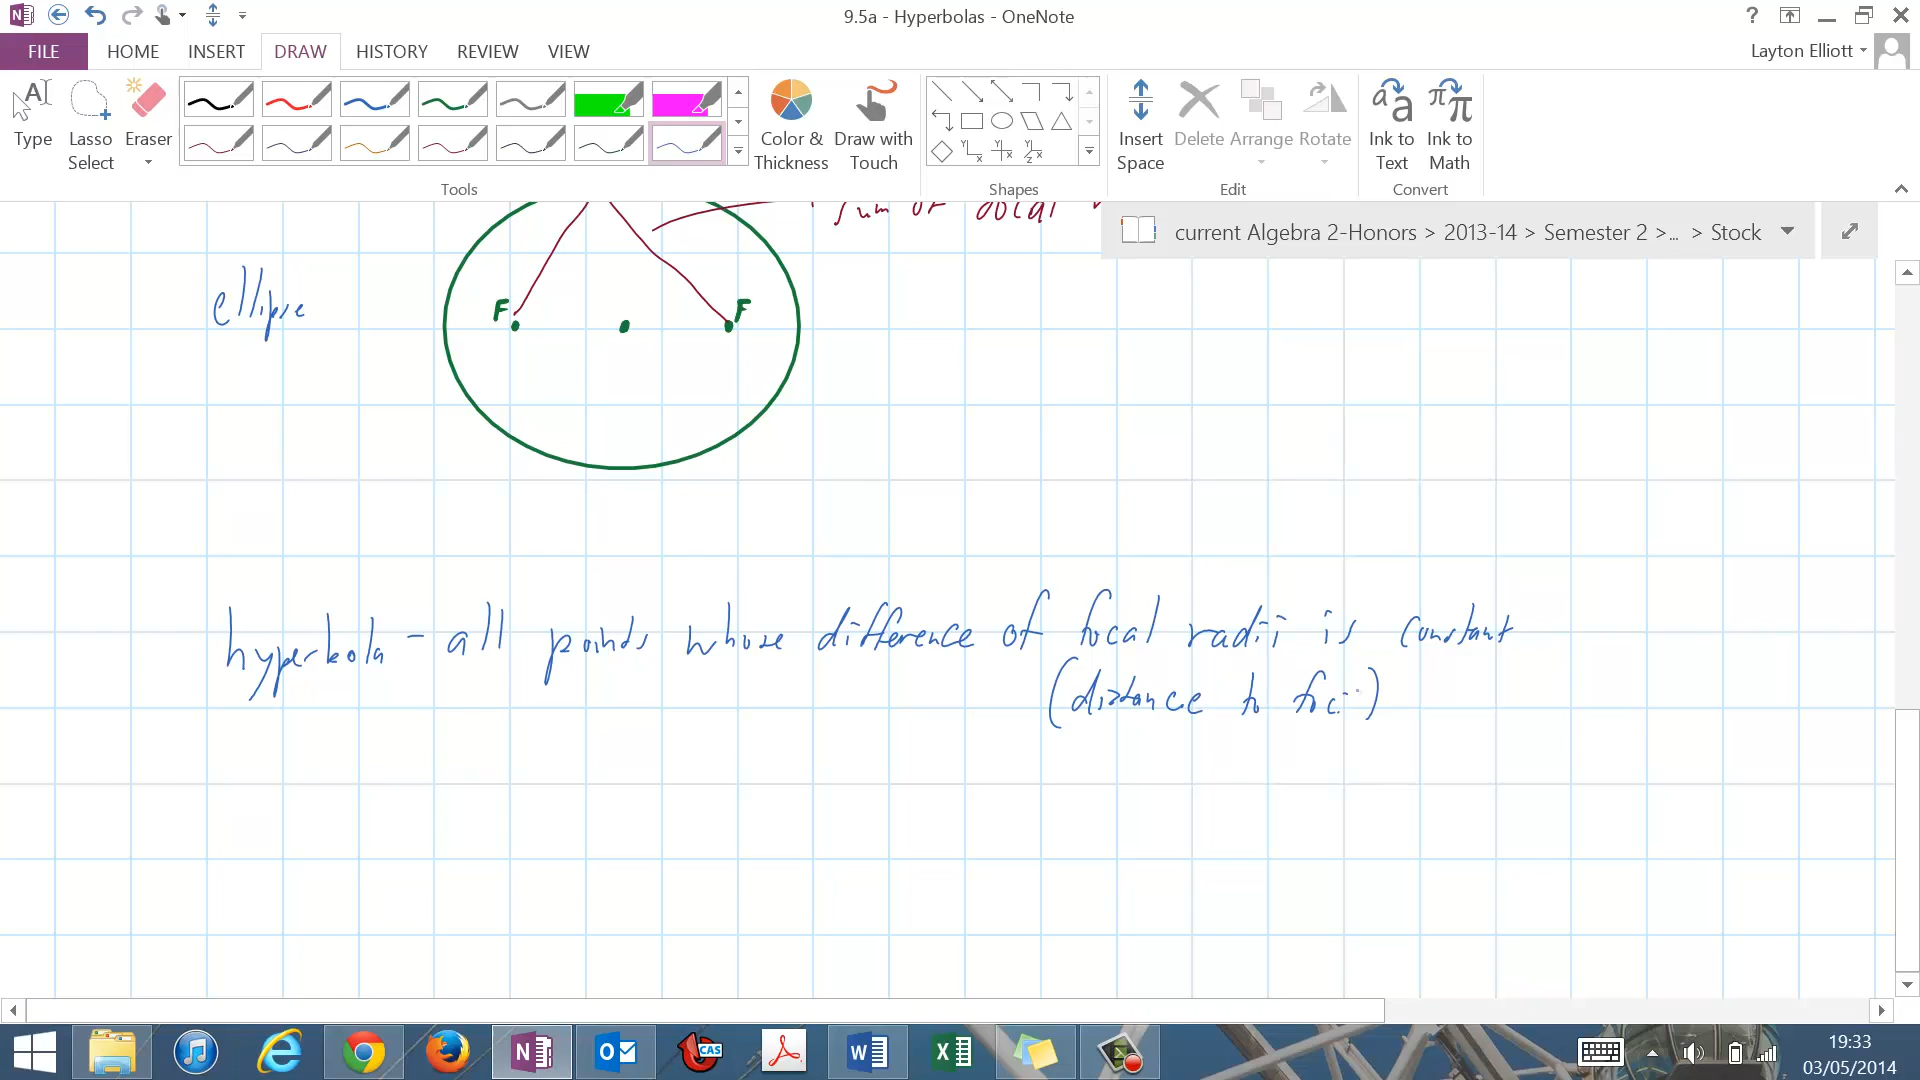 9.5a - Hyperbolas - OneNote
FILE HOME INSERT DRAW HISTORY REVIEW VIEW
Layton Elliott
Type
Lasso Select
Eraser
Color & Thickness
Draw with Touch
Insert Space
Delete
Arrange
Rotate
Ink to Text
Ink to Math
Tools
Shapes
Edit
Convert
sum of focal
current Algebra 2-Honors > 2013-14 > Semester 2 >... > Stock
ellipse
F
F
hyperbola - all points whose difference of focal radii is constant
(distance to foci)
19:33
03/05/2014